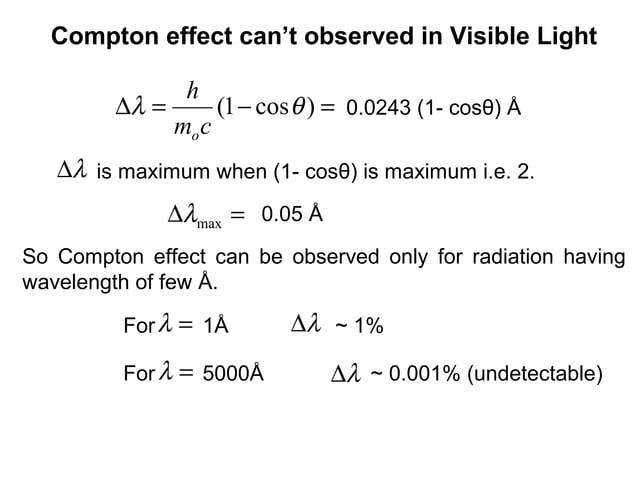 Compton effect can’t observed in Visible Light
Δλ = h/mₒc (1 − cos θ) = 0.0243 (1- cosθ) Å
Δλ is maximum when (1- cosθ) is maximum i.e. 2.
Δλmax = 0.05 Å
So Compton effect can be observed only for radiation having
wavelength of few Å.
For λ = 1Å Δλ ~ 1%
For λ = 5000Å Δλ ~ 0.001% (undetectable)